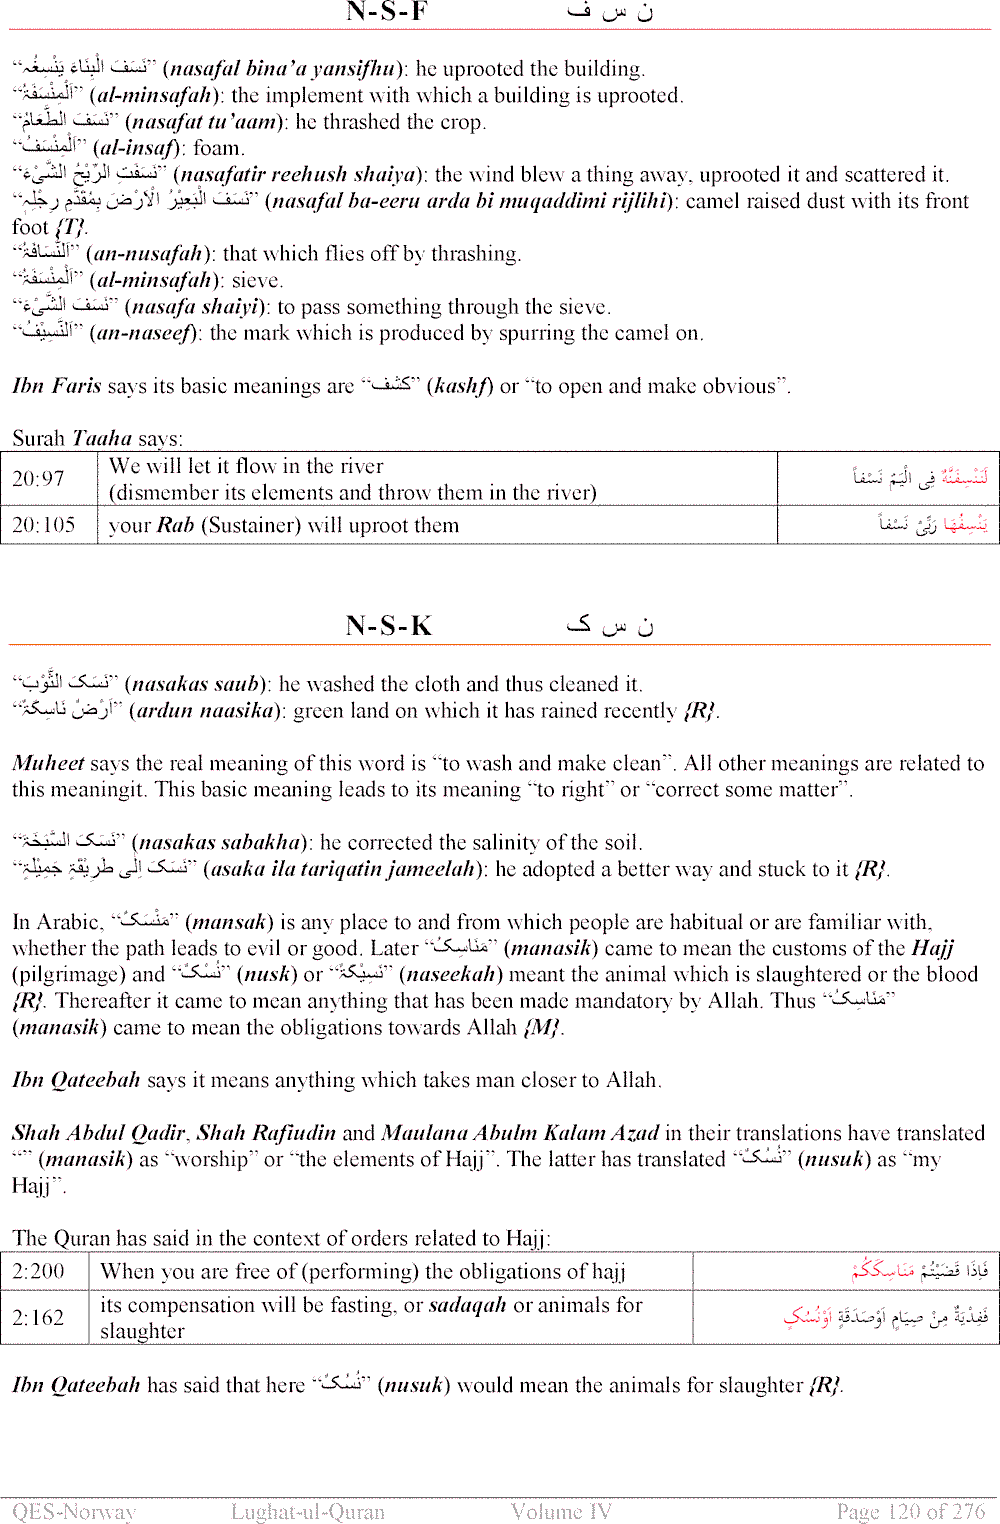 N-S-F ن س ف
“نَسَفَ الْبِنَاءَ يَنْسِفُہ” (nasafal bina’a yansifhu): he uprooted the building.
“اَلْمِنْسَفَۃُ” (al-minsafah): the implement with which a building is uprooted.
“نَسَفَ الطَّعَامُ” (nasafat tu’aam): he thrashed the crop.
“اَلْمِنْسَفُ” (al-insaf): foam.
“نَسَفَتِ الرِّيْحُ الشَّیْءَ” (nasafatir reehush shaiya): the wind blew a thing away, uprooted it and scattered it.
“نَسَفَ الْبَعِيْرُ الْاَرْضَ بِمُقَدَّمِ رِجْلِہٖ” (nasafal ba-eeru arda bi muqaddimi rijlihi): camel raised dust with its front
foot {T}.
“اَلنُّسَافَۃُ” (an-nusafah): that which flies off by thrashing.
“اَلْمِنْسَفَۃُ” (al-minsafah): sieve.
“نَسَفَ الشَّیْءَ” (nasafa shaiyi): to pass something through the sieve.
“اَلنَّسِيْفُ” (an-naseef): the mark which is produced by spurring the camel on.
Ibn Faris says its basic meanings are “کشف” (kashf) or “to open and make obvious”.
Surah Taaha says:
20:97 We will let it flow in the river
(dismember its elements and throw them in the river) لَنَنْسِفَنَّہٗ فِی الْيَمِّ نَسْفاً
20:105 your Rab (Sustainer) will uproot them يَنْسِفُهَا رَبِّیْ نَسْفاً
N-S-K ن س ک
“نَسَکَ الثَّوْبَ” (nasakas saub): he washed the cloth and thus cleaned it.
“اَرْضٌ نَاسِکَۃٌ” (ardun naasika): green land on which it has rained recently {R}.
Muheet says the real meaning of this word is “to wash and make clean”. All other meanings are related to
this meaningit. This basic meaning leads to its meaning “to right” or “correct some matter”.
“نَسَکَ السَّبَخَۃَ” (nasakas sabakha): he corrected the salinity of the soil.
“نَسَکَ اِلٰی طَرِيْقَۃٍ جَمِيْلَۃٍ” (asaka ila tariqatin jameelah): he adopted a better way and stuck to it {R}.
In Arabic, “مَنْسَکٌ” (mansak) is any place to and from which people are habitual or are familiar with,
whether the path leads to evil or good. Later “مَنَاسِکُ” (manasik) came to mean the customs of the Hajj
(pilgrimage) and “نُسُکٌ” (nusk) or “نَسِيْکَۃٌ” (naseekah) meant the animal which is slaughtered or the blood
{R}. Thereafter it came to mean anything that has been made mandatory by Allah. Thus “مَنَاسِکُ”
(manasik) came to mean the obligations towards Allah {M}.
Ibn Qateebah says it means anything which takes man closer to Allah.
Shah Abdul Qadir, Shah Rafiudin and Maulana Abulm Kalam Azad in their translations have translated
“” (manasik) as “worship” or “the elements of Hajj”. The latter has translated “نُسُکٌ” (nusuk) as “my
Hajj”.
The Quran has said in the context of orders related to Hajj:
2:200 When you are free of (performing) the obligations of hajj فَاِذَا قَضَيْتُمْ مَنَاسِکَکُمْ
2:162 its compensation will be fasting, or sadaqah or animals for
slaughter فَفِدْيَۃٌ مِنْ صِيَامٍ اَوْصَدَقَۃٍ اَوْنُسُکٍ
Ibn Qateebah has said that here “نُسُکٌ” (nusuk) would mean the animals for slaughter {R}.
QES-Norway Lughat-ul-Quran Volume IV Page 120 of 276